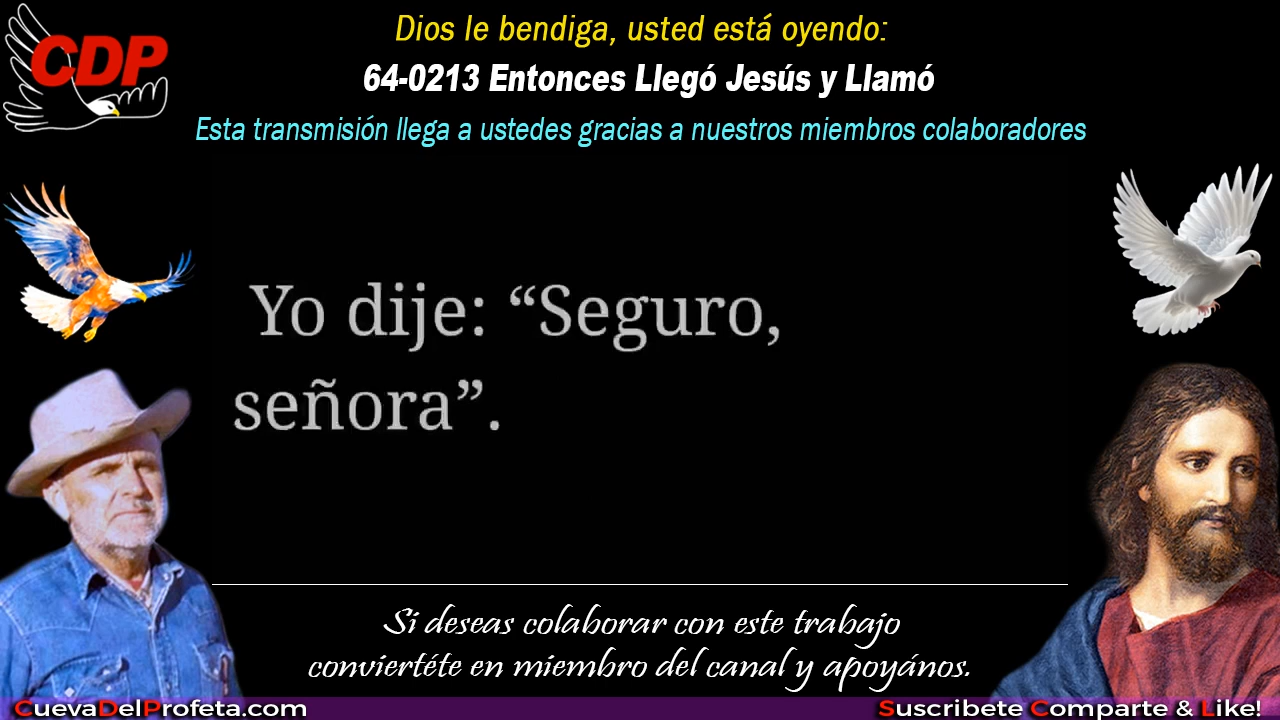 CDP
Dios le bendiga, usted está oyendo:
64-0213 Entonces Llegó Jesús y Llamó
Esta transmisión llega a ustedes gracias a nuestros miembros colaboradores
Yo dije: “Seguro,
señora”.
Si deseas colaborar con este trabajo
conviertéte en miembro del canal y apoyános.
CuevaDelProfeta.com
Suscribete Comparte & Like!